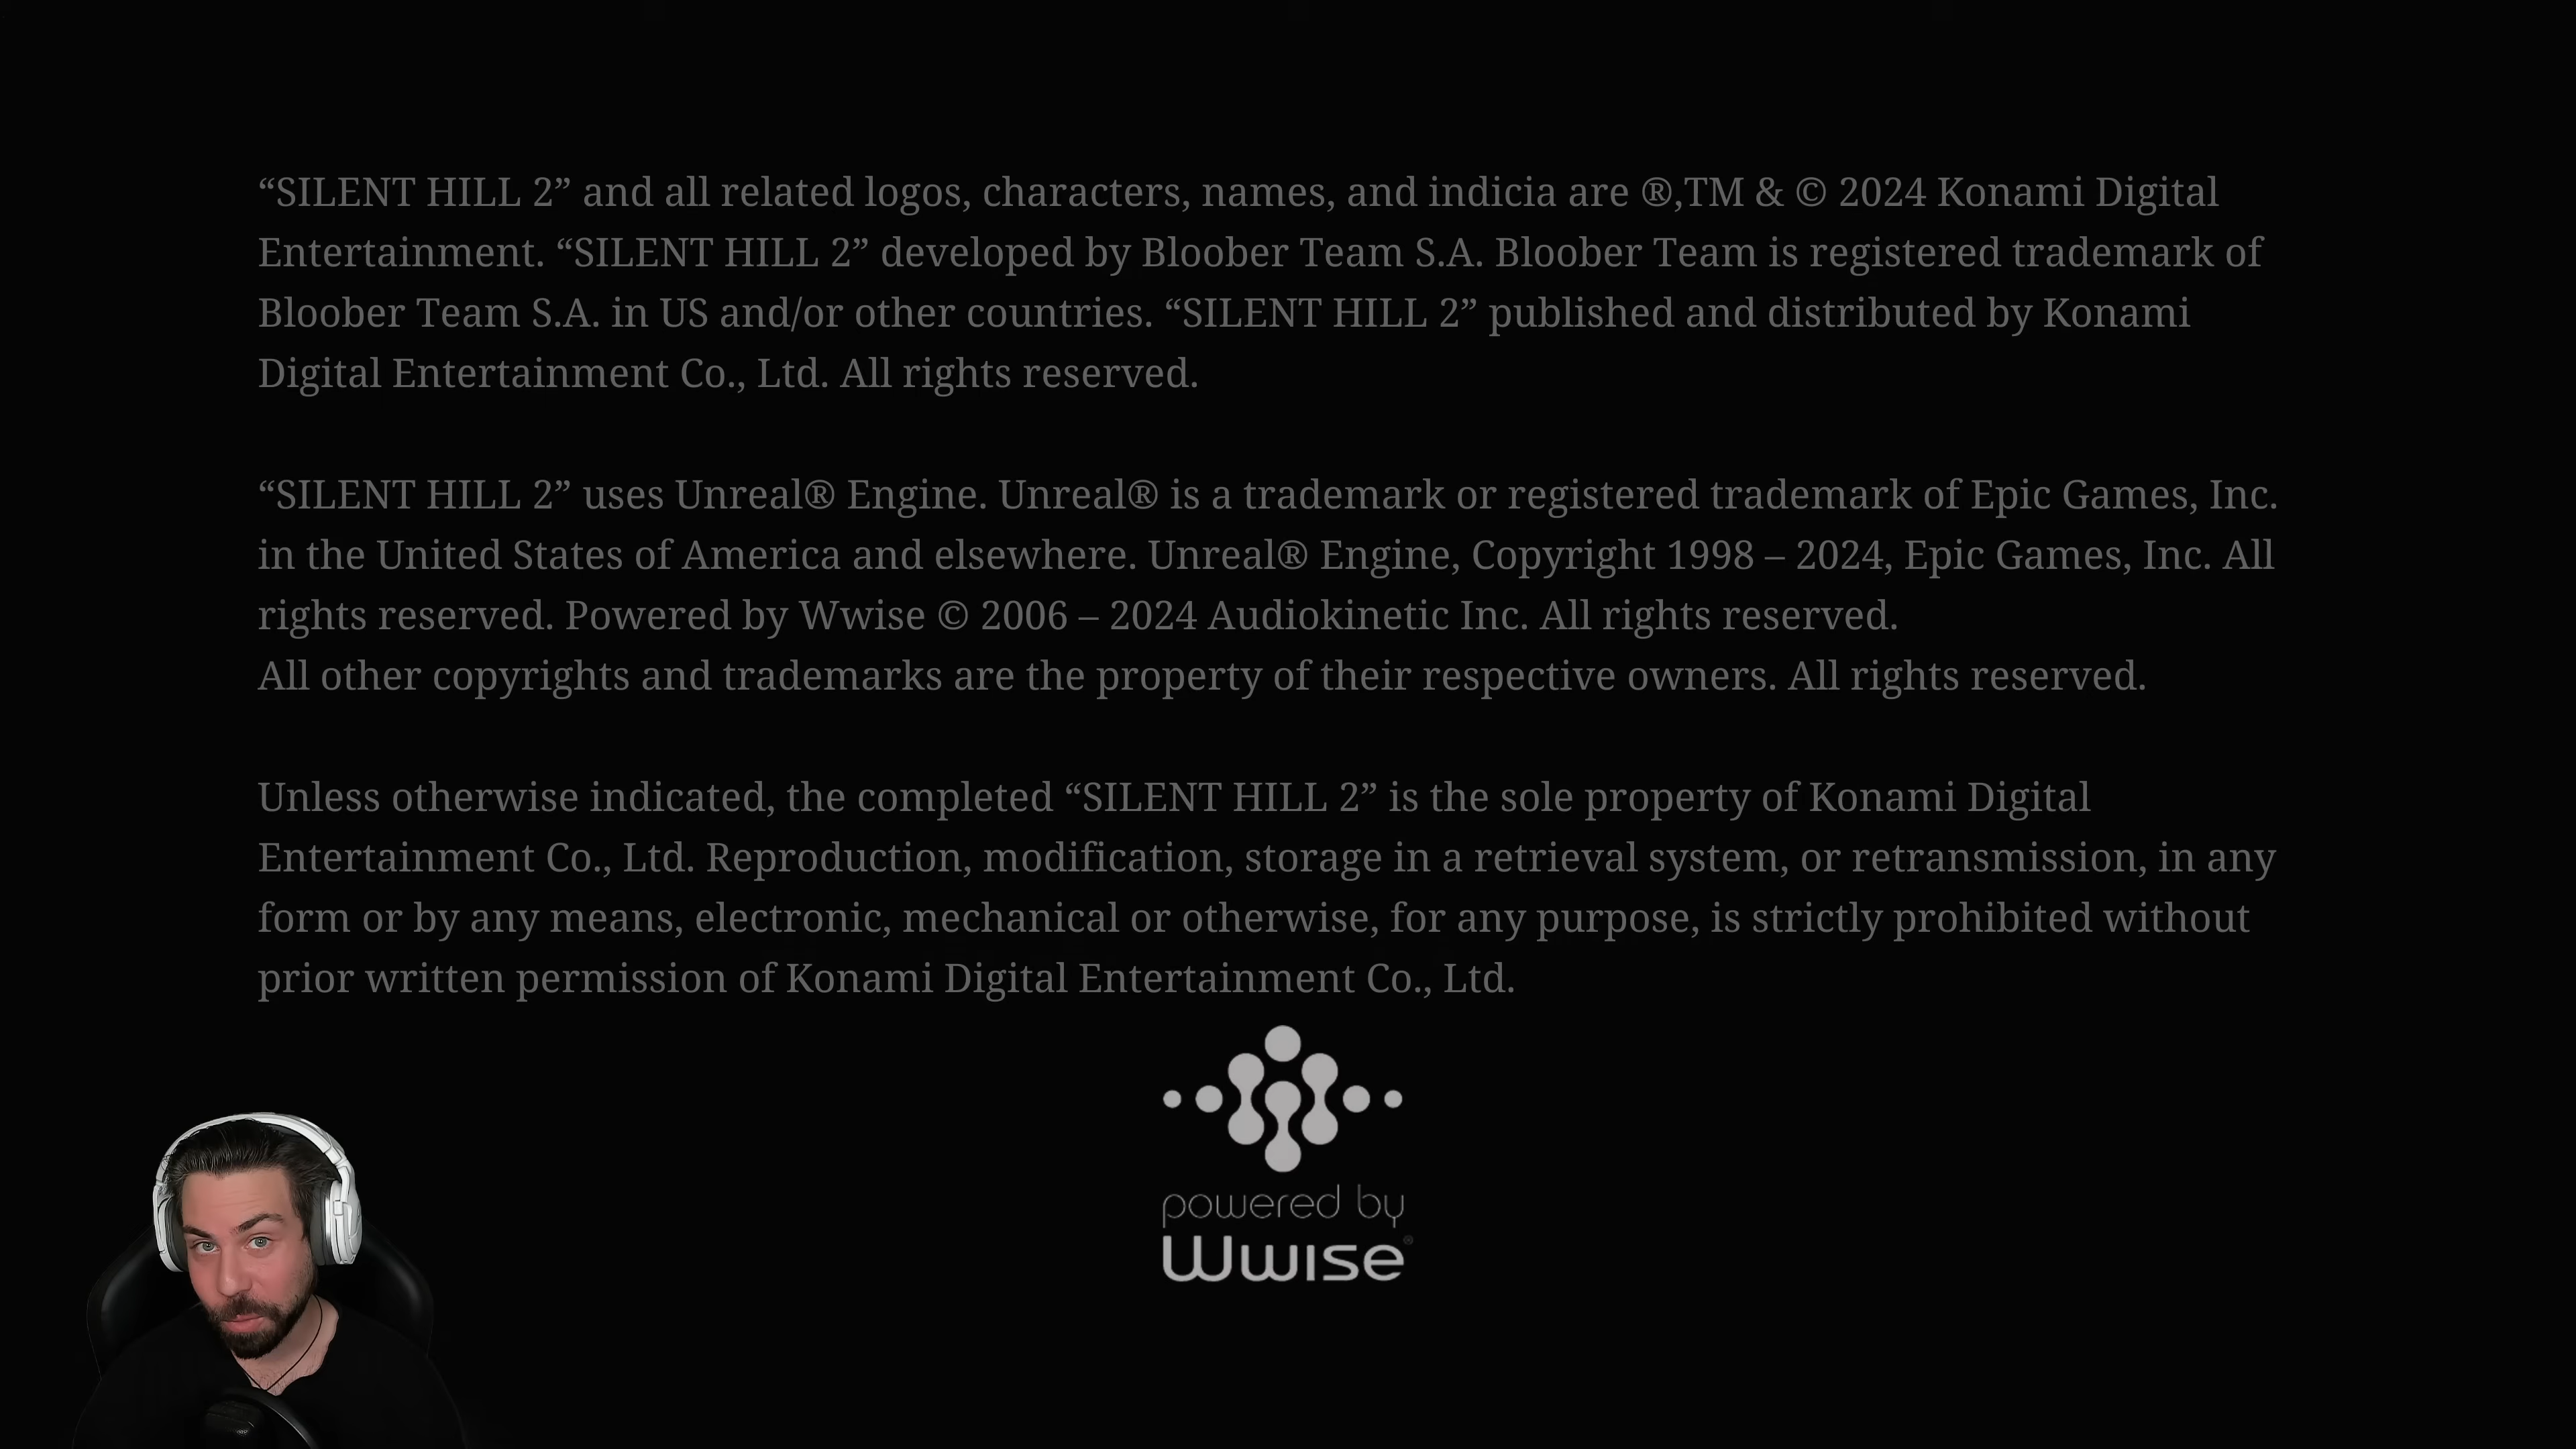 “SILENT HILL 2” and all related logos, characters, names, and indicia are ®,TM & © 2024 Konami Digital
Entertainment. “SILENT HILL 2” developed by Bloober Team S.A. Bloober Team is registered trademark of
Bloober Team S.A. in US and/or other countries. “SILENT HILL 2” published and distributed by Konami
Digital Entertainment Co., Ltd. All rights reserved.
“SILENT HILL 2” uses Unreal® Engine. Unreal® is a trademark or registered trademark of Epic Games, Inc.
in the United States of America and elsewhere. Unreal® Engine, Copyright 1998 – 2024, Epic Games, Inc. All
rights reserved. Powered by Wwise © 2006 – 2024 Audiokinetic Inc. All rights reserved.
All other copyrights and trademarks are the property of their respective owners. All rights reserved.
Unless otherwise indicated, the completed “SILENT HILL 2” is the sole property of Konami Digital
Entertainment Co., Ltd. Reproduction, modification, storage in a retrieval system, or retransmission, in any
form or by any means, electronic, mechanical or otherwise, for any purpose, is strictly prohibited without
prior written permission of Konami Digital Entertainment Co., Ltd.
powered by
Wwise®